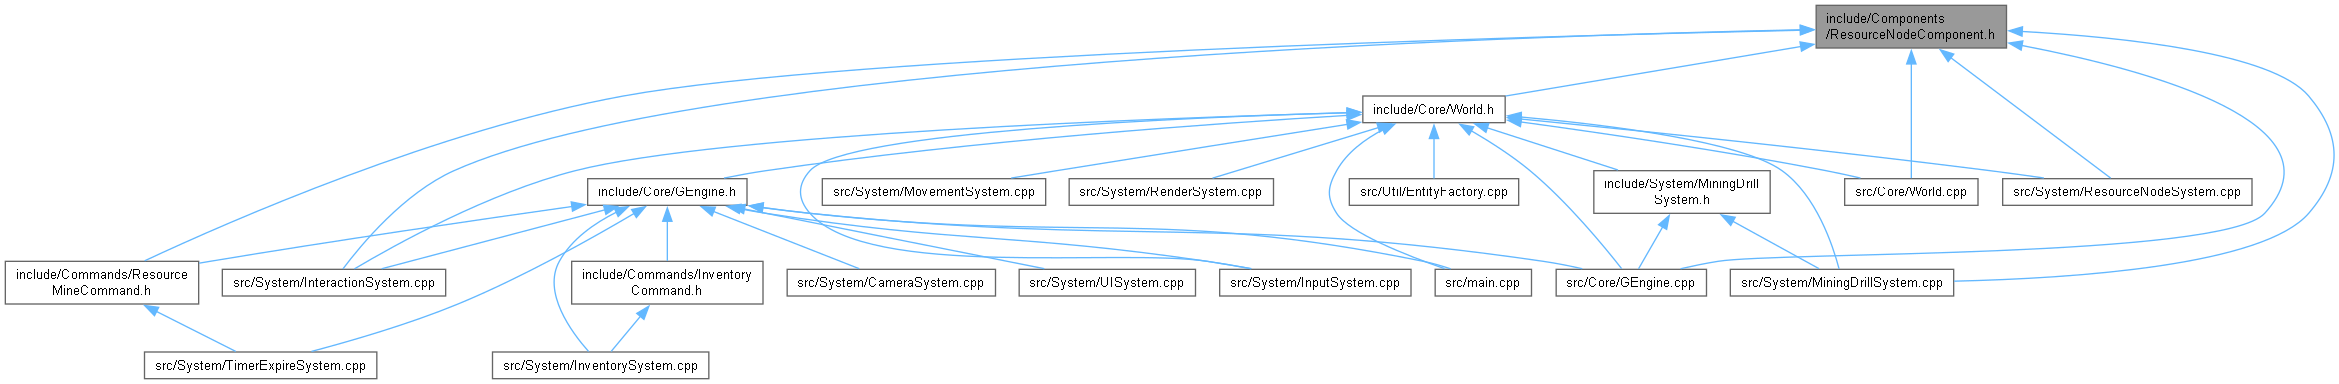 include/Components
/ResourceNodeComponent.h
include/Core/World.h
include/Core/GEngine.h
src/System/MovementSystem.cpp
src/System/RenderSystem.cpp
src/Util/EntityFactory.cpp
include/System/MiningDrill
System.h
src/Core/World.cpp
src/System/ResourceNodeSystem.cpp
include/Commands/Resource
MineCommand.h
src/System/InteractionSystem.cpp
include/Commands/Inventory
Command.h
src/System/CameraSystem.cpp
src/System/UISystem.cpp
src/System/InputSystem.cpp
src/main.cpp
src/Core/GEngine.cpp
src/System/MiningDrillSystem.cpp
src/System/TimerExpireSystem.cpp
src/System/InventorySystem.cpp